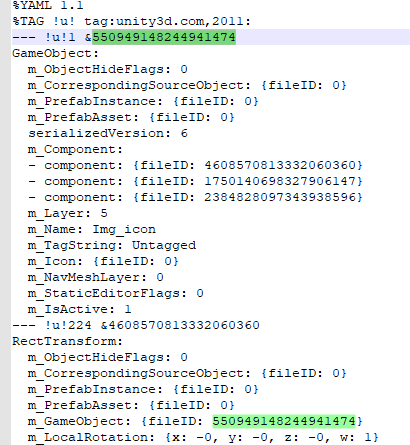 %YAML 1.1
%TAG !u! tag:unity3d.com,2011:
--- !u!1 &550949148244941474
GameObject:
  m_ObjectHideFlags: 0
  m_CorrespondingSourceObject: {fileID: 0}
  m_PrefabInstance: {fileID: 0}
  m_PrefabAsset: {fileID: 0}
  serializedVersion: 6
  m_Component:
  - component: {fileID: 4608570813332060360}
  - component: {fileID: 1750140698327906147}
  - component: {fileID: 2384828097343938596}
  m_Layer: 5
  m_Name: Img_icon
  m_TagString: Untagged
  m_Icon: {fileID: 0}
  m_NavMeshLayer: 0
  m_StaticEditorFlags: 0
  m_IsActive: 1
--- !u!224 &4608570813332060360
RectTransform:
  m_ObjectHideFlags: 0
  m_CorrespondingSourceObject: {fileID: 0}
  m_PrefabInstance: {fileID: 0}
  m_PrefabAsset: {fileID: 0}
  m_GameObject: {fileID: 550949148244941474}
  m_LocalRotation: {x: -0, y: -0, z: -0, w: 1}